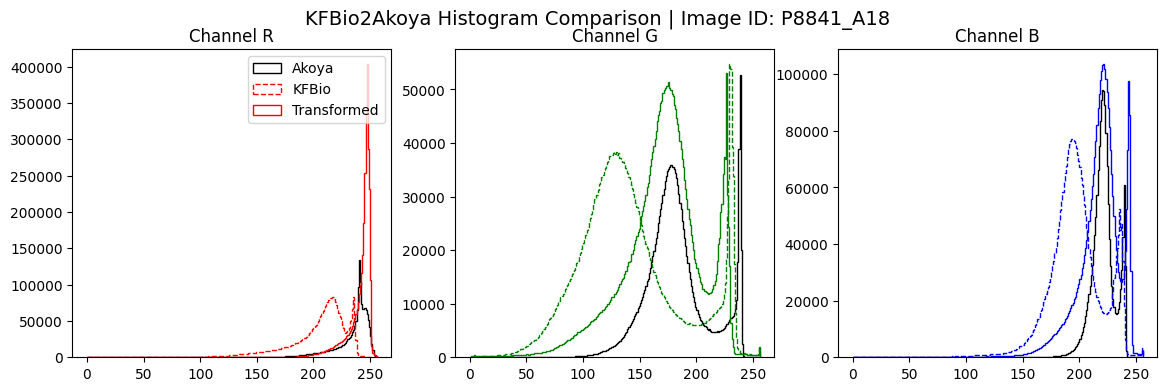 KFBio2Akoya Histogram Comparison | Image ID: P8841_A18
Channel R
Channel G
Channel B
Akoya
KFBio
Transformed
400000
350000
300000
250000
200000
150000
100000
50000
0
0 50 100 150 200 250
50000
40000
30000
20000
10000
0
0 50 100 150 200 250
100000
80000
60000
40000
20000
0
0 50 100 150 200 250